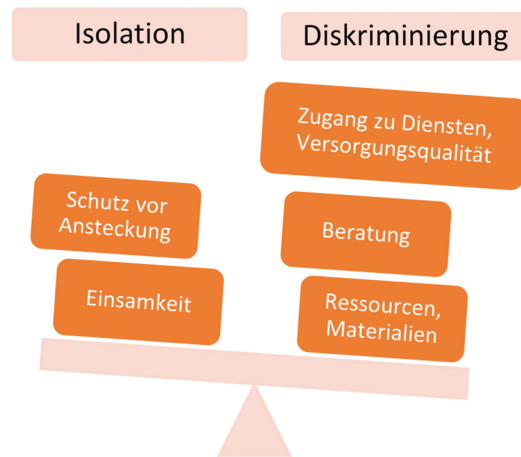 Isolation
Diskriminierung
Zugang zu Diensten,
Versorgungsqualität
Schutz vor
Ansteckung
Beratung
Einsamkeit
Ressourcen,
Materialien